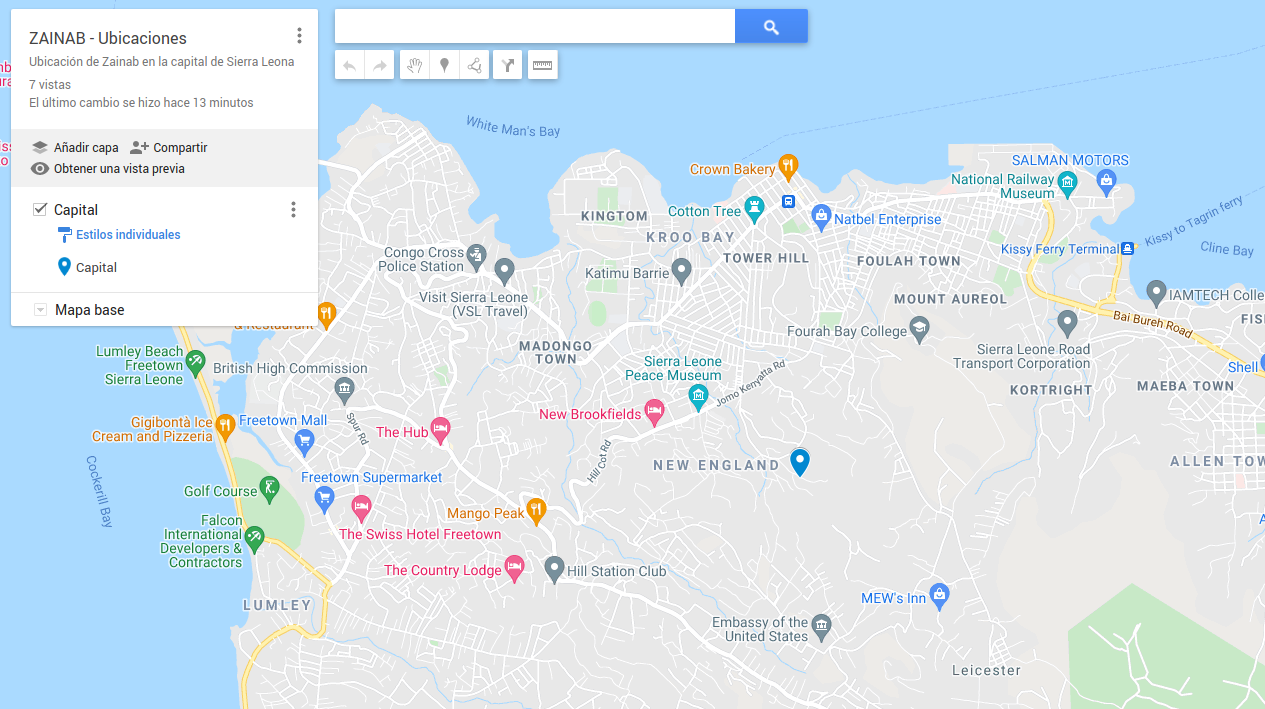 ZAINAB - Ubicaciones
Ubicación de Zainab en la capital de Sierra Leona
7 vistas
El último cambio se hizo hace 13 minutos
Añadir capa
Compartir
Obtener una vista previa
Capital
Estilos individuales
Capital
Mapa base
& Restaurant
White Man's Bay
Crown Bakery
SALMAN MOTORS
National Railway
Museum
KINGTOM
Cotton Tree
Natbel Enterprise
KROO BAY
Kissy to Tagrin ferry
Cline Bay
Kissy Ferry Terminal
Congo Cross
Police Station
TOWER HILL
FOULAH TOWN
Katimu Barrie
Visit Sierra Leone
(VSL Travel)
MOUNT AUREOL
IAMTECH Colle
Bai Bureh Road
FIS
Fourah Bay College
MADONGO
TOWN
Sierra Leone Road
Transport Corporation
Lumley Beach
Freetown
Sierra Leone
British High Commission
Sierra Leone
Peace Museum
Jomo Kenyatta Rd
Shell
KORTRIGHT
MAEBA TOWN
New Brookfields
Gigibontà Ice
Cream and Pizzeria
Freetown Mall
Spur Rd
The Hub
Hill Cot Rd
NEW ENGLAND
ALLEN TOW
Cockerill Bay
Freetown Supermarket
Golf Course
Mango Peak
The Swiss Hotel Freetown
Falcon
International
Developers &
Contractors
The Country Lodge
Hill Station Club
LUMLEY
MEW's Inn
Embassy of the
United States
Leicester